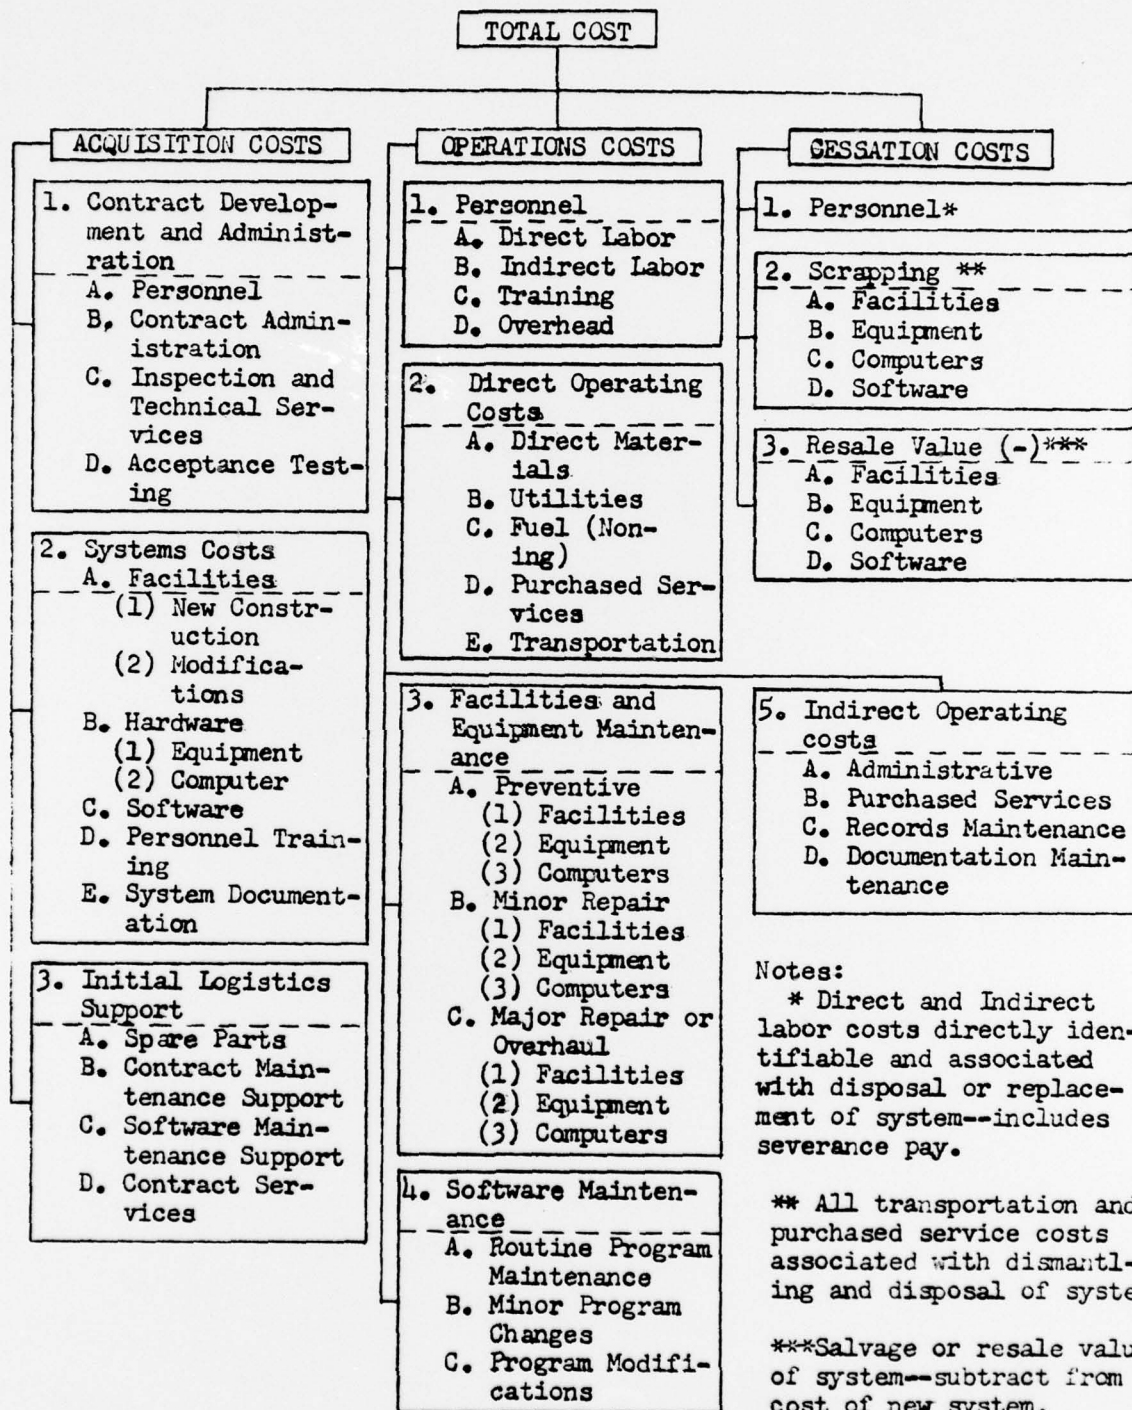 TOTAL COST
ACQUISITION COSTS
1. Contract Develop-
ment and Administ-
ration
A. Personnel
B. Contract Admin-
istration
C. Inspection and
Technical Ser-
vices
D. Acceptance Test-
ing
2. Systems Costs
A. Facilities
(1) New Constr-
uction
(2) Modifica-
tions
B. Hardware
(1) Equipment
(2) Computer
C. Software
D. Personnel Train-
ing
E. System Document-
ation
3. Initial Logistics
Support
A. Spare Parts
B. Contract Main-
tenance Support
C. Software Main-
tenance Support
D. Contract Ser-
vices
OPERATIONS COSTS
1. Personnel
A. Direct Labor
B. Indirect Labor
C. Training
D. Overhead
2. Direct Operating
Costs
A. Direct Mater-
ials
B. Utilities
C. Fuel (Non-
ing)
D. Purchased Ser-
vices
E. Transportation
3. Facilities and
Equipment Mainten-
ance
A. Preventive
(1) Facilities
(2) Equipment
(3) Computers
B. Minor Repair
(1) Facilities
(2) Equipment
(3) Computers
C. Major Repair or
Overhaul
(1) Facilities
(2) Equipment
(3) Computers
4. Software Mainten-
ance
A. Routine Program
Maintenance
B. Minor Program
Changes
C. Program Modifi-
cations
CESSATION COSTS
1. Personnel*
2. Scrapping **
A. Facilities
B. Equipment
C. Computers
D. Software
3. Resale Value (-)***
A. Facilities
B. Equipment
C. Computers
D. Software
5. Indirect Operating
costs
A. Administrative
B. Purchased Services
C. Records Maintenance
D. Documentation Main-
tenance
Notes:
* Direct and Indirect
labor costs directly iden-
tifiable and associated
with disposal or replace-
ment of system--includes
severance pay.
** All transportation and
purchased service costs
associated with dismantl-
ing and disposal of syste
***Salvage or resale valu
of system--subtract from
cost of new system.